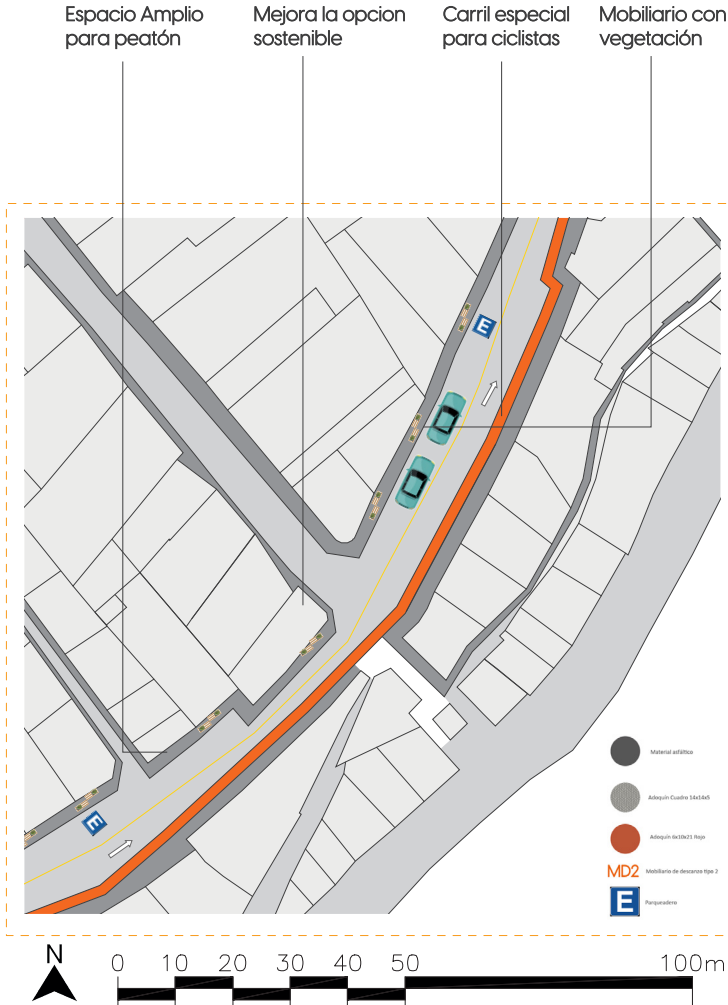 Espacio Amplio
para peatón
Mejora la opcion
sostenible
Carril especial
para ciclistas
Mobiliario con
vegetación
E
E
Material asfáltico
Adoquín Cuadro 14x14x5
Adoquín 6x10x21 Rojo
MD2 Mobiliario de descanzo tipo 2
E Parqueadero
N
0 10 20 30 40 50 100m